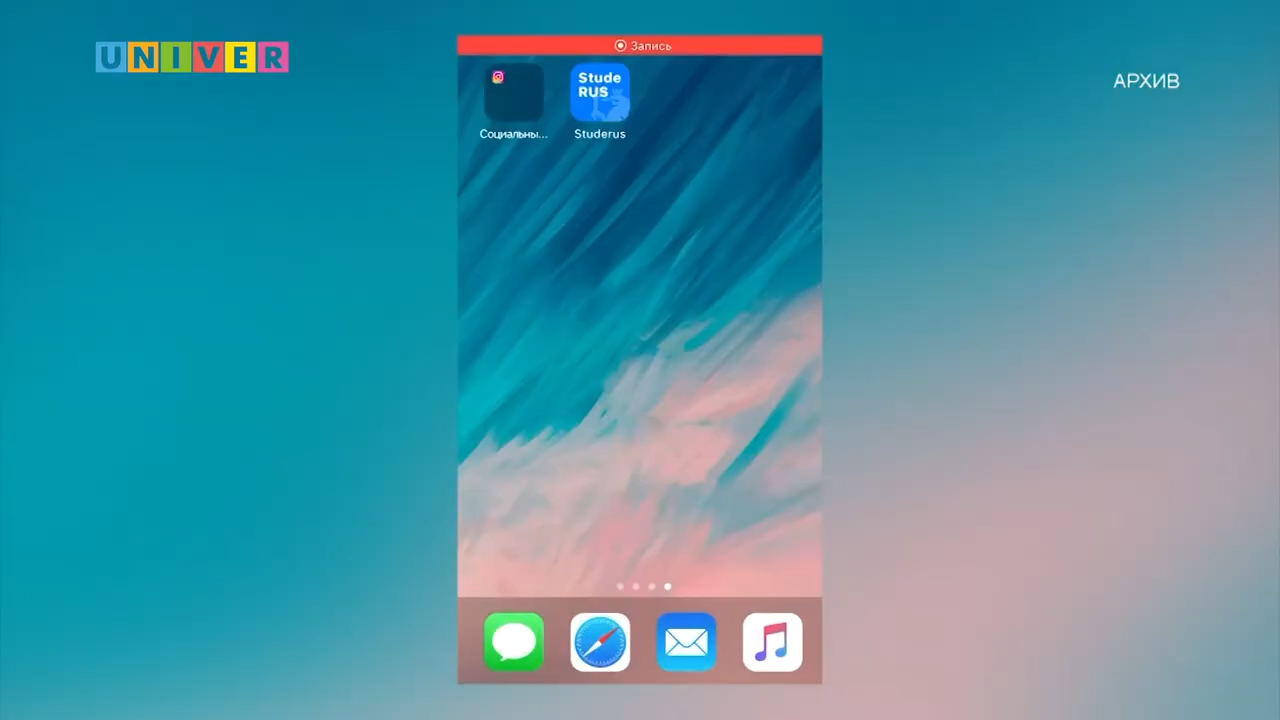 UNIVER
Запись
АРХИВ
Stude
RUS
Социальны...
Studerus